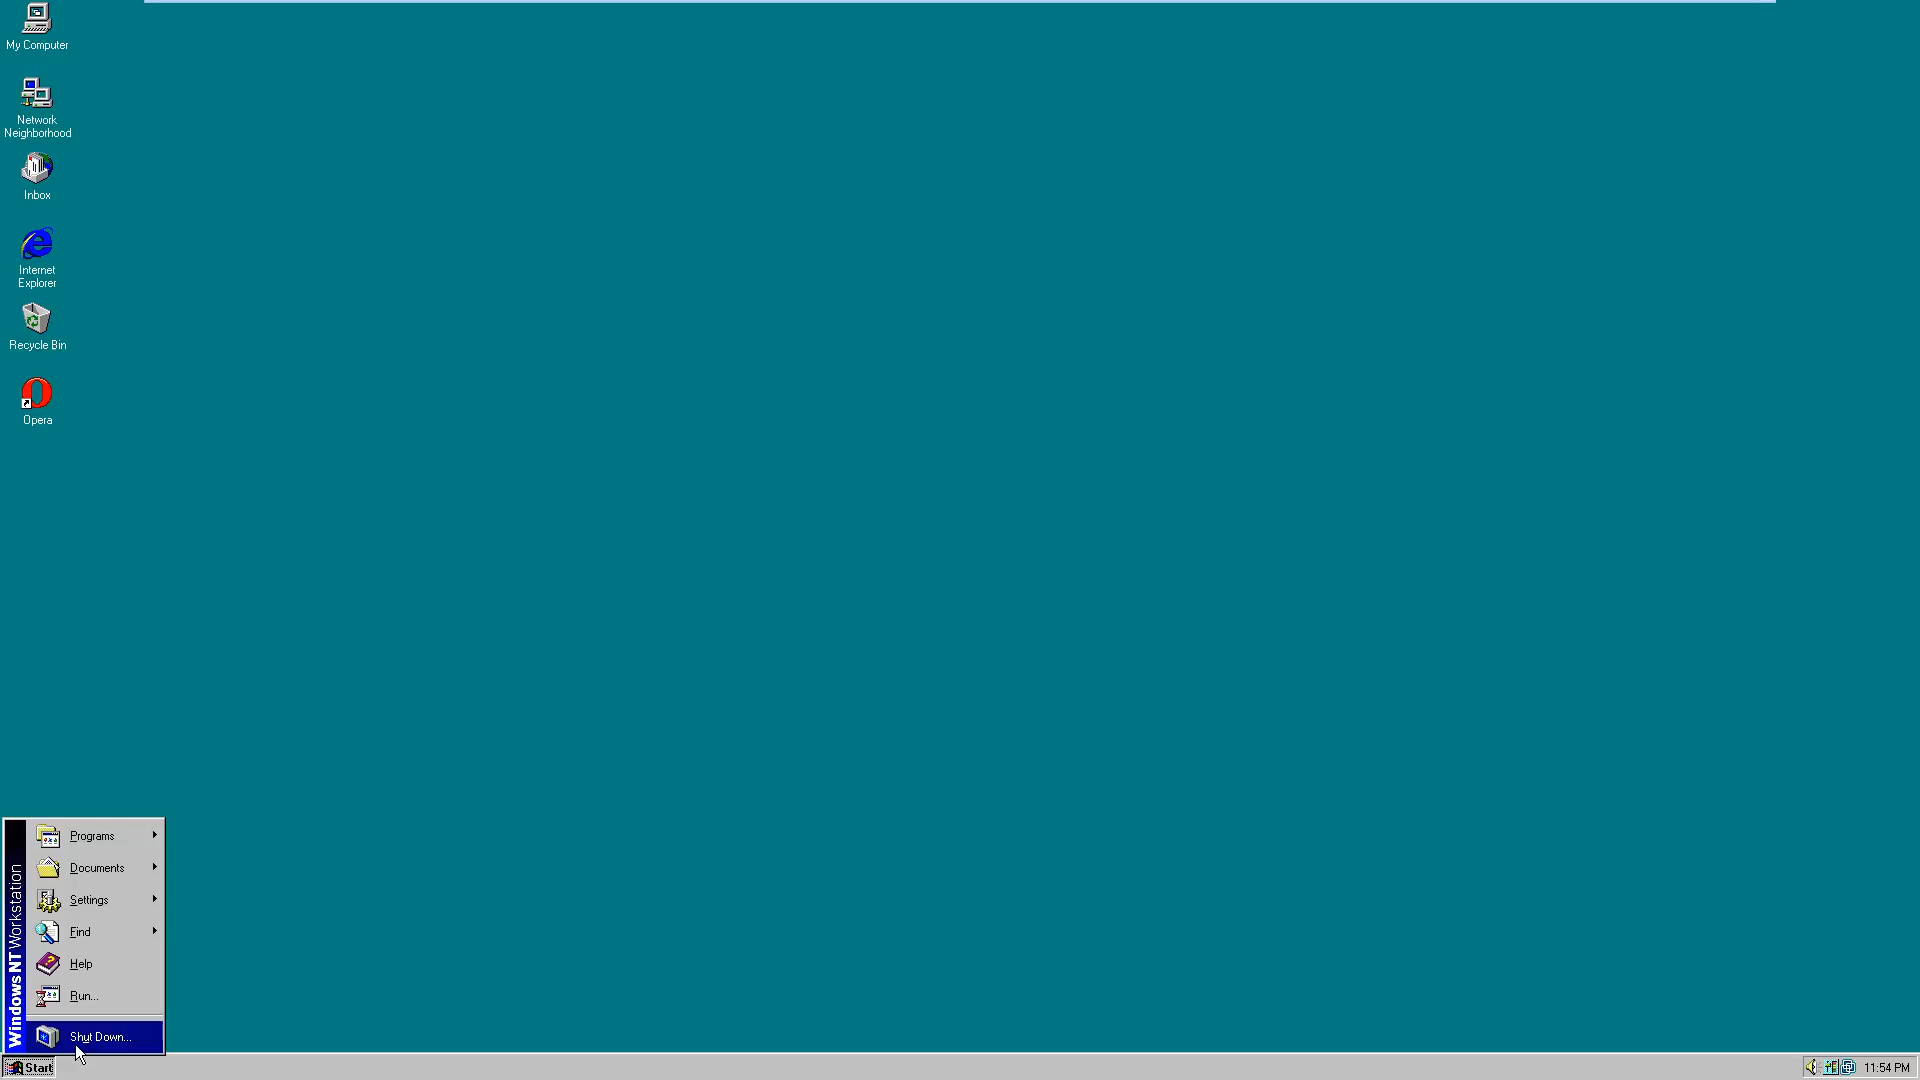 My Computer
Network
Neighborhood
Inbox
Internet
Explorer
Recycle Bin
Opera
Windows NT Workstation
Programs
Documents
Settings
Find
Help
Run...
Shut Down...
Start
11:54 PM